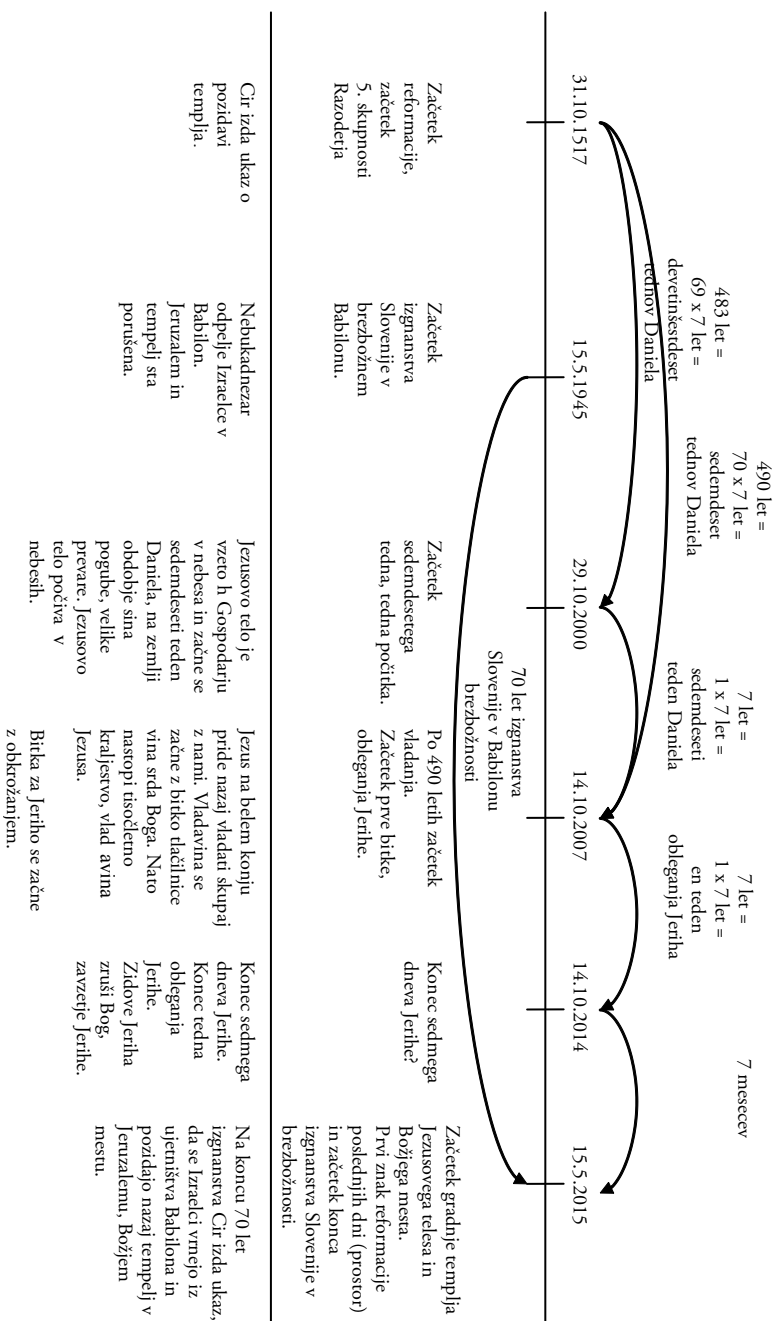 483 let =
69 x 7 let =
devetinšestdeset
tednov Daniela
490 let =
70 x 7 let =
sedemdeset
tednov Daniela
7 let =
1 x 7 let =
sedemdeseti
teden Daniela
7 let =
1 x 7 let =
en teden
obleganja Jeriha
7 mesecev
31.10.1517
15.5.1945
29.10.2000
14.10.2007
14.10.2014
15.5.2015
70 let izgnanstva
Slovenije v Babilonu
brezbožnosti
Začetek
reformacije,
začetek
5. skupnosti
Razodetja
Začetek
izgnanstva
Slovenije v
brezbožnem
Babilonu.
Začetek
sedemdesetega
tedna, tedna počitka.
Po 490 letih začetek
vladanja.
Začetek prve bitke,
obleganja Jerihe.
Konec sedmega
dneva Jerihe?
Začetek gradnje templja
Jezusovega telesa in
Božjega mesta.
Prvi znak reformacije
poslednjih dni (prostor)
in začetek konca
izgnanstva Slovenije v
brezbožnosti.
Cir izda ukaz o
pozidavi
templja.
Nebukadnezar
odpelje Izraelce v
Babilon.
Jeruzalem in
tempelj sta
porušena.
Jezusovo telo je
vzeto h Gospodarju
v nebesa in začne se
sedemdeseti teden
Daniela, na zemlji
obdobje sina
pogube, velike
prevare. Jezusovo
telo počiva v
nebesih.
Jezus na belem konju
pride nazaj vladati skupaj
z nami. Vladavina se
začne z bitko tlačilnice
vina srda Boga. Nato
nastopi tisočletno
kraljestvo, vlad avina
Jezusa.
Bitka za Jeriho se začne
z obkrožanjem.
Konec sedmega
dneva Jerihe.
Konec tedna
obleganja
Jerihe.
Zidove Jeriha
zruši Bog,
zavzetje Jerihe.
Na koncu 70 let
izgnanstva Cir izda ukaz,
da se Izraelci vrnejo iz
ujetništva Babilona in
pozidajo nazaj tempelj v
Jeruzalemu, Božjem
mestu.